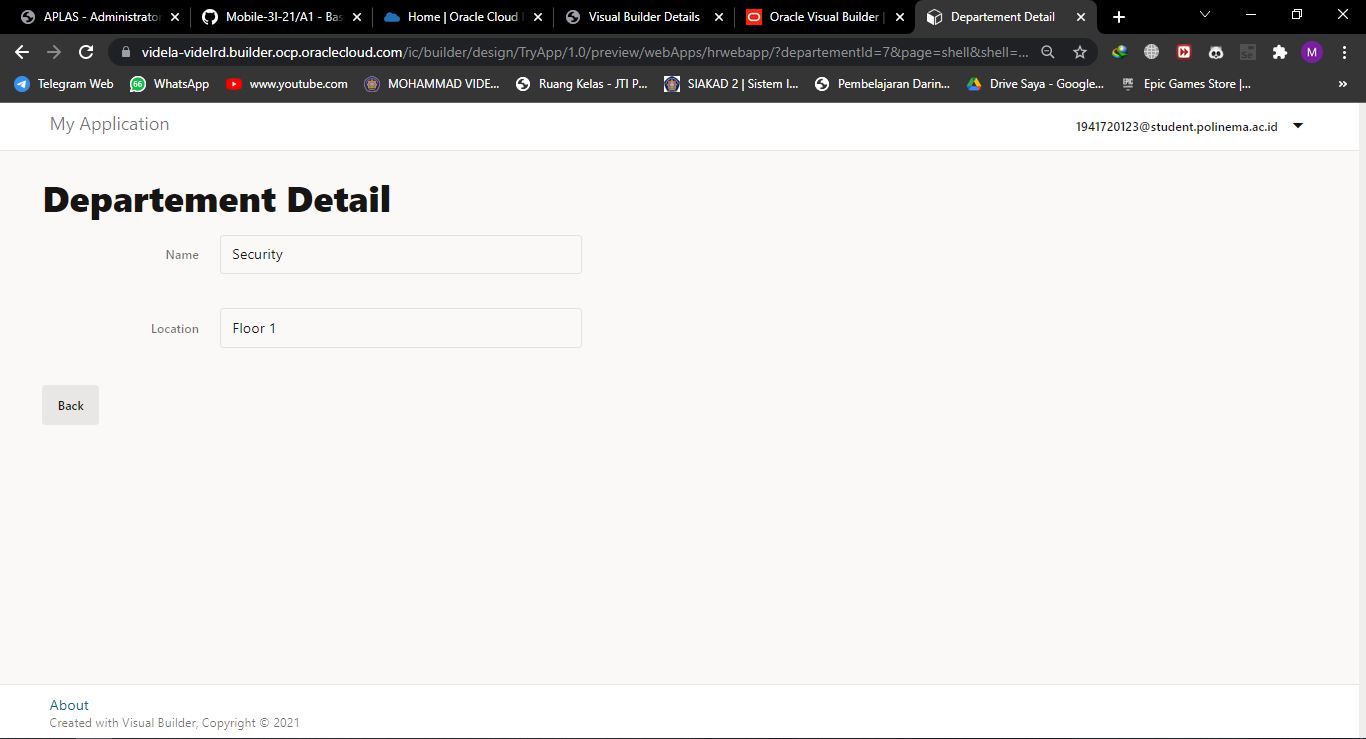 APLAS - Administrator
Mobile-3I-21/A1 - Bas
Home | Oracle Cloud
Visual Builder Details
Oracle Visual Builder |
Departement Detail
videla-videlrd.builder.ocp.oraclecloud.com/ic/builder/design/TryApp/1.0/preview/webApps/hrwebapp/?departementId=7&page=shell&shell=...
M
Telegram Web
66
WhatsApp
www.youtube.com
MOHAMMAD VIDE...
Ruang Kelas - JTI P...
SIAKAD 2 | Sistem I...
Pembelajaran Darin...
Drive Saya - Google...
EPIC
Epic Games Store |...
»
My Application
1941720123@student.polinema.ac.id
Departement Detail
Name
Security
Location
Floor 1
Back
About
Created with Visual Builder, Copyright © 2021